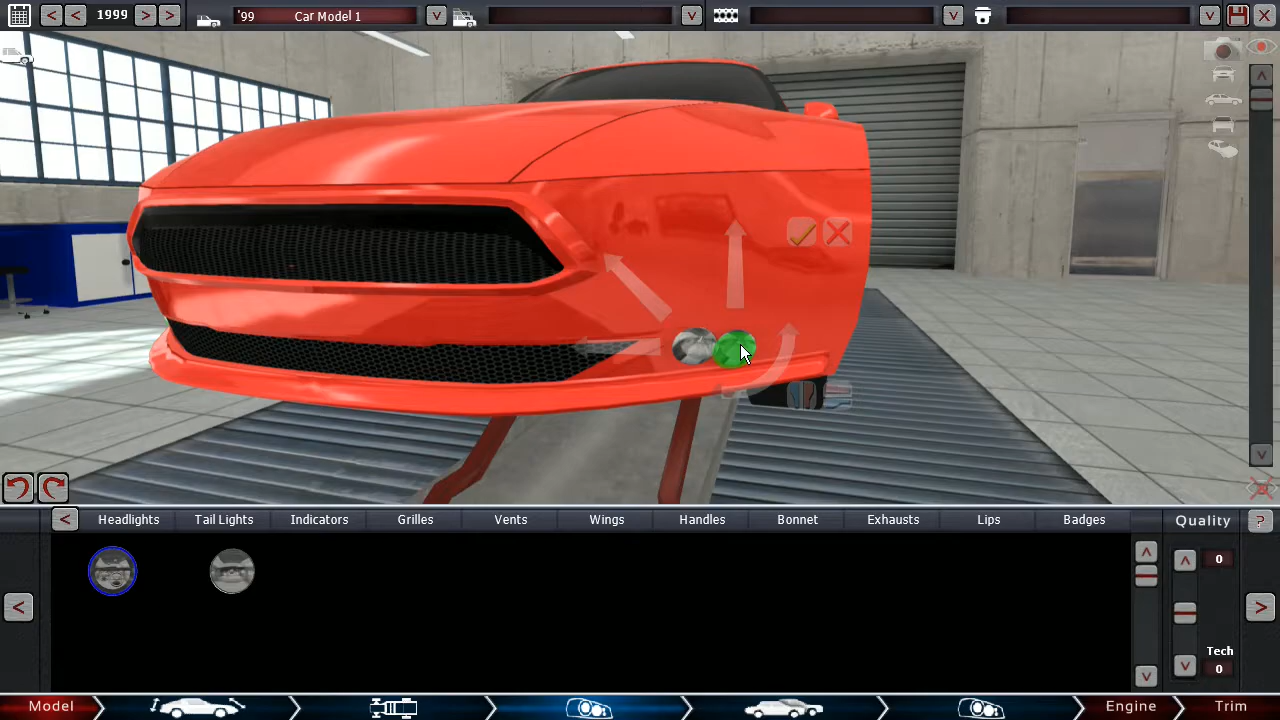 1999
'99 Car Model 1
Headlights Tail Lights Indicators Grilles Vents Wings Handles Bonnet Exhausts Lips Badges
Quality
?
0
Tech
0
Model Engine Trim